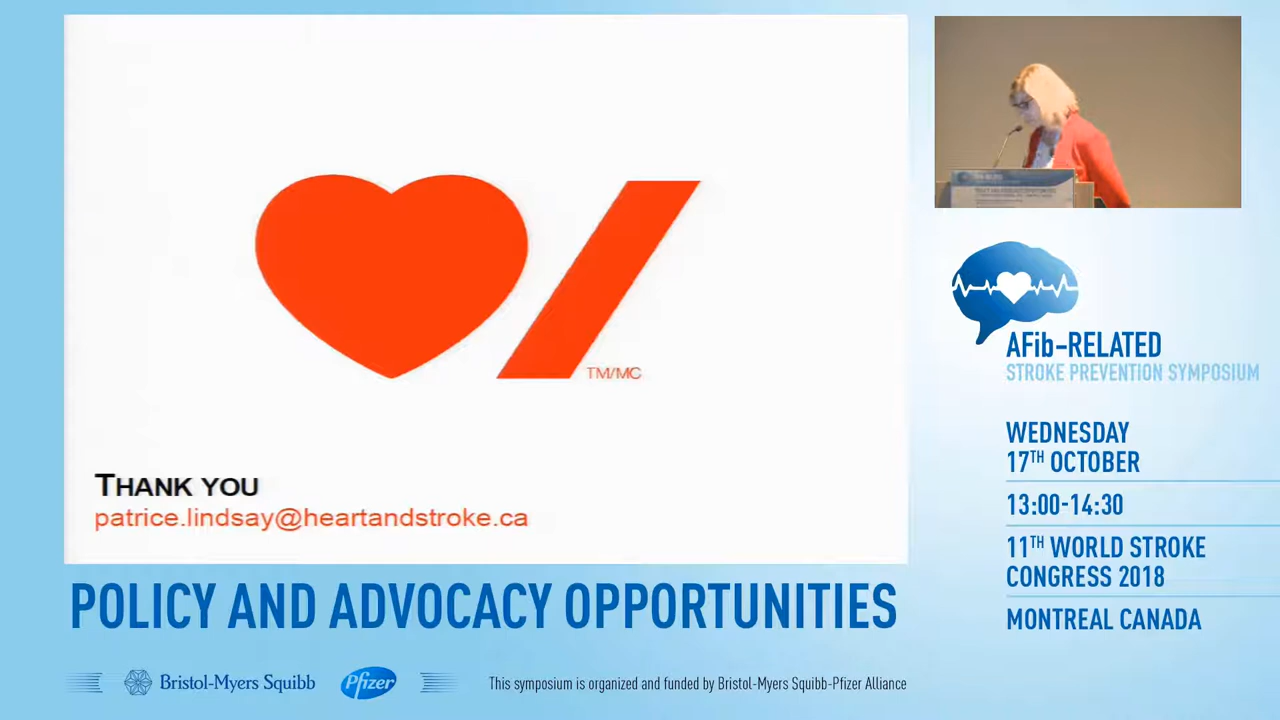 TM/MC
THANK YOU
patrice.lindsay@heartandstroke.ca
POLICY AND ADVOCACY OPPORTUNITIES
Bristol-Myers Squibb
Pfizer
This symposium is organized and funded by Bristol-Myers Squibb-Pfizer Alliance
AFib-RELATED
STROKE PREVENTION SYMPOSIUM
WEDNESDAY
17TH OCTOBER
13:00-14:30
11TH WORLD STROKE
CONGRESS 2018
MONTREAL CANADA